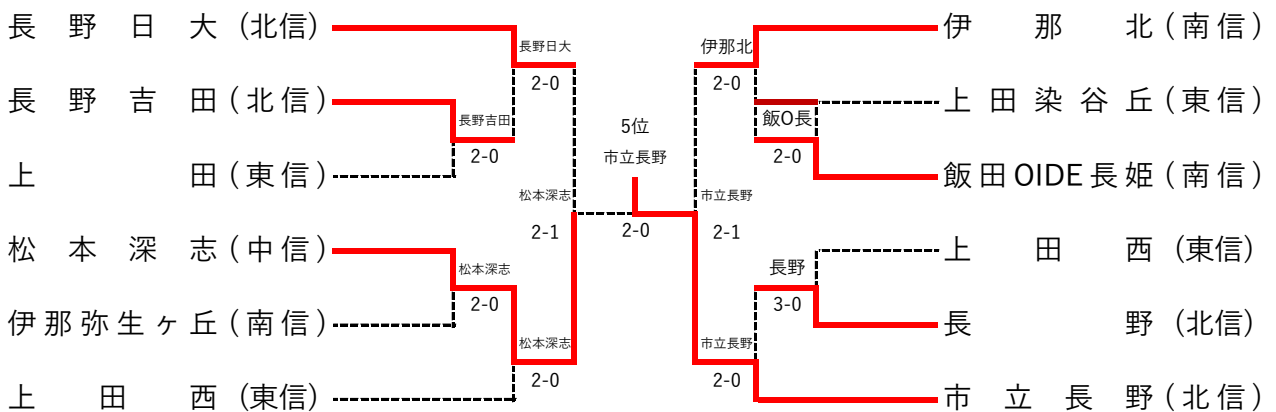 長野日大(北信)
長野吉田(北信)
上田(東信)
松本深志(中信)
伊那弥生ヶ丘(南信)
上田西(東信)
長野日大
2-0
長野吉田
2-0
松本深志
2-1
松本深志
2-0
松本深志
2-0
5位
市立長野
2-0
伊那北
2-0
飯O長
2-0
市立長野
2-1
長野
3-0
市立長野
2-0
伊那北(南信)
上田染谷丘(東信)
飯田OIDE長姫(南信)
上田西(東信)
長野(北信)
市立長野(北信)